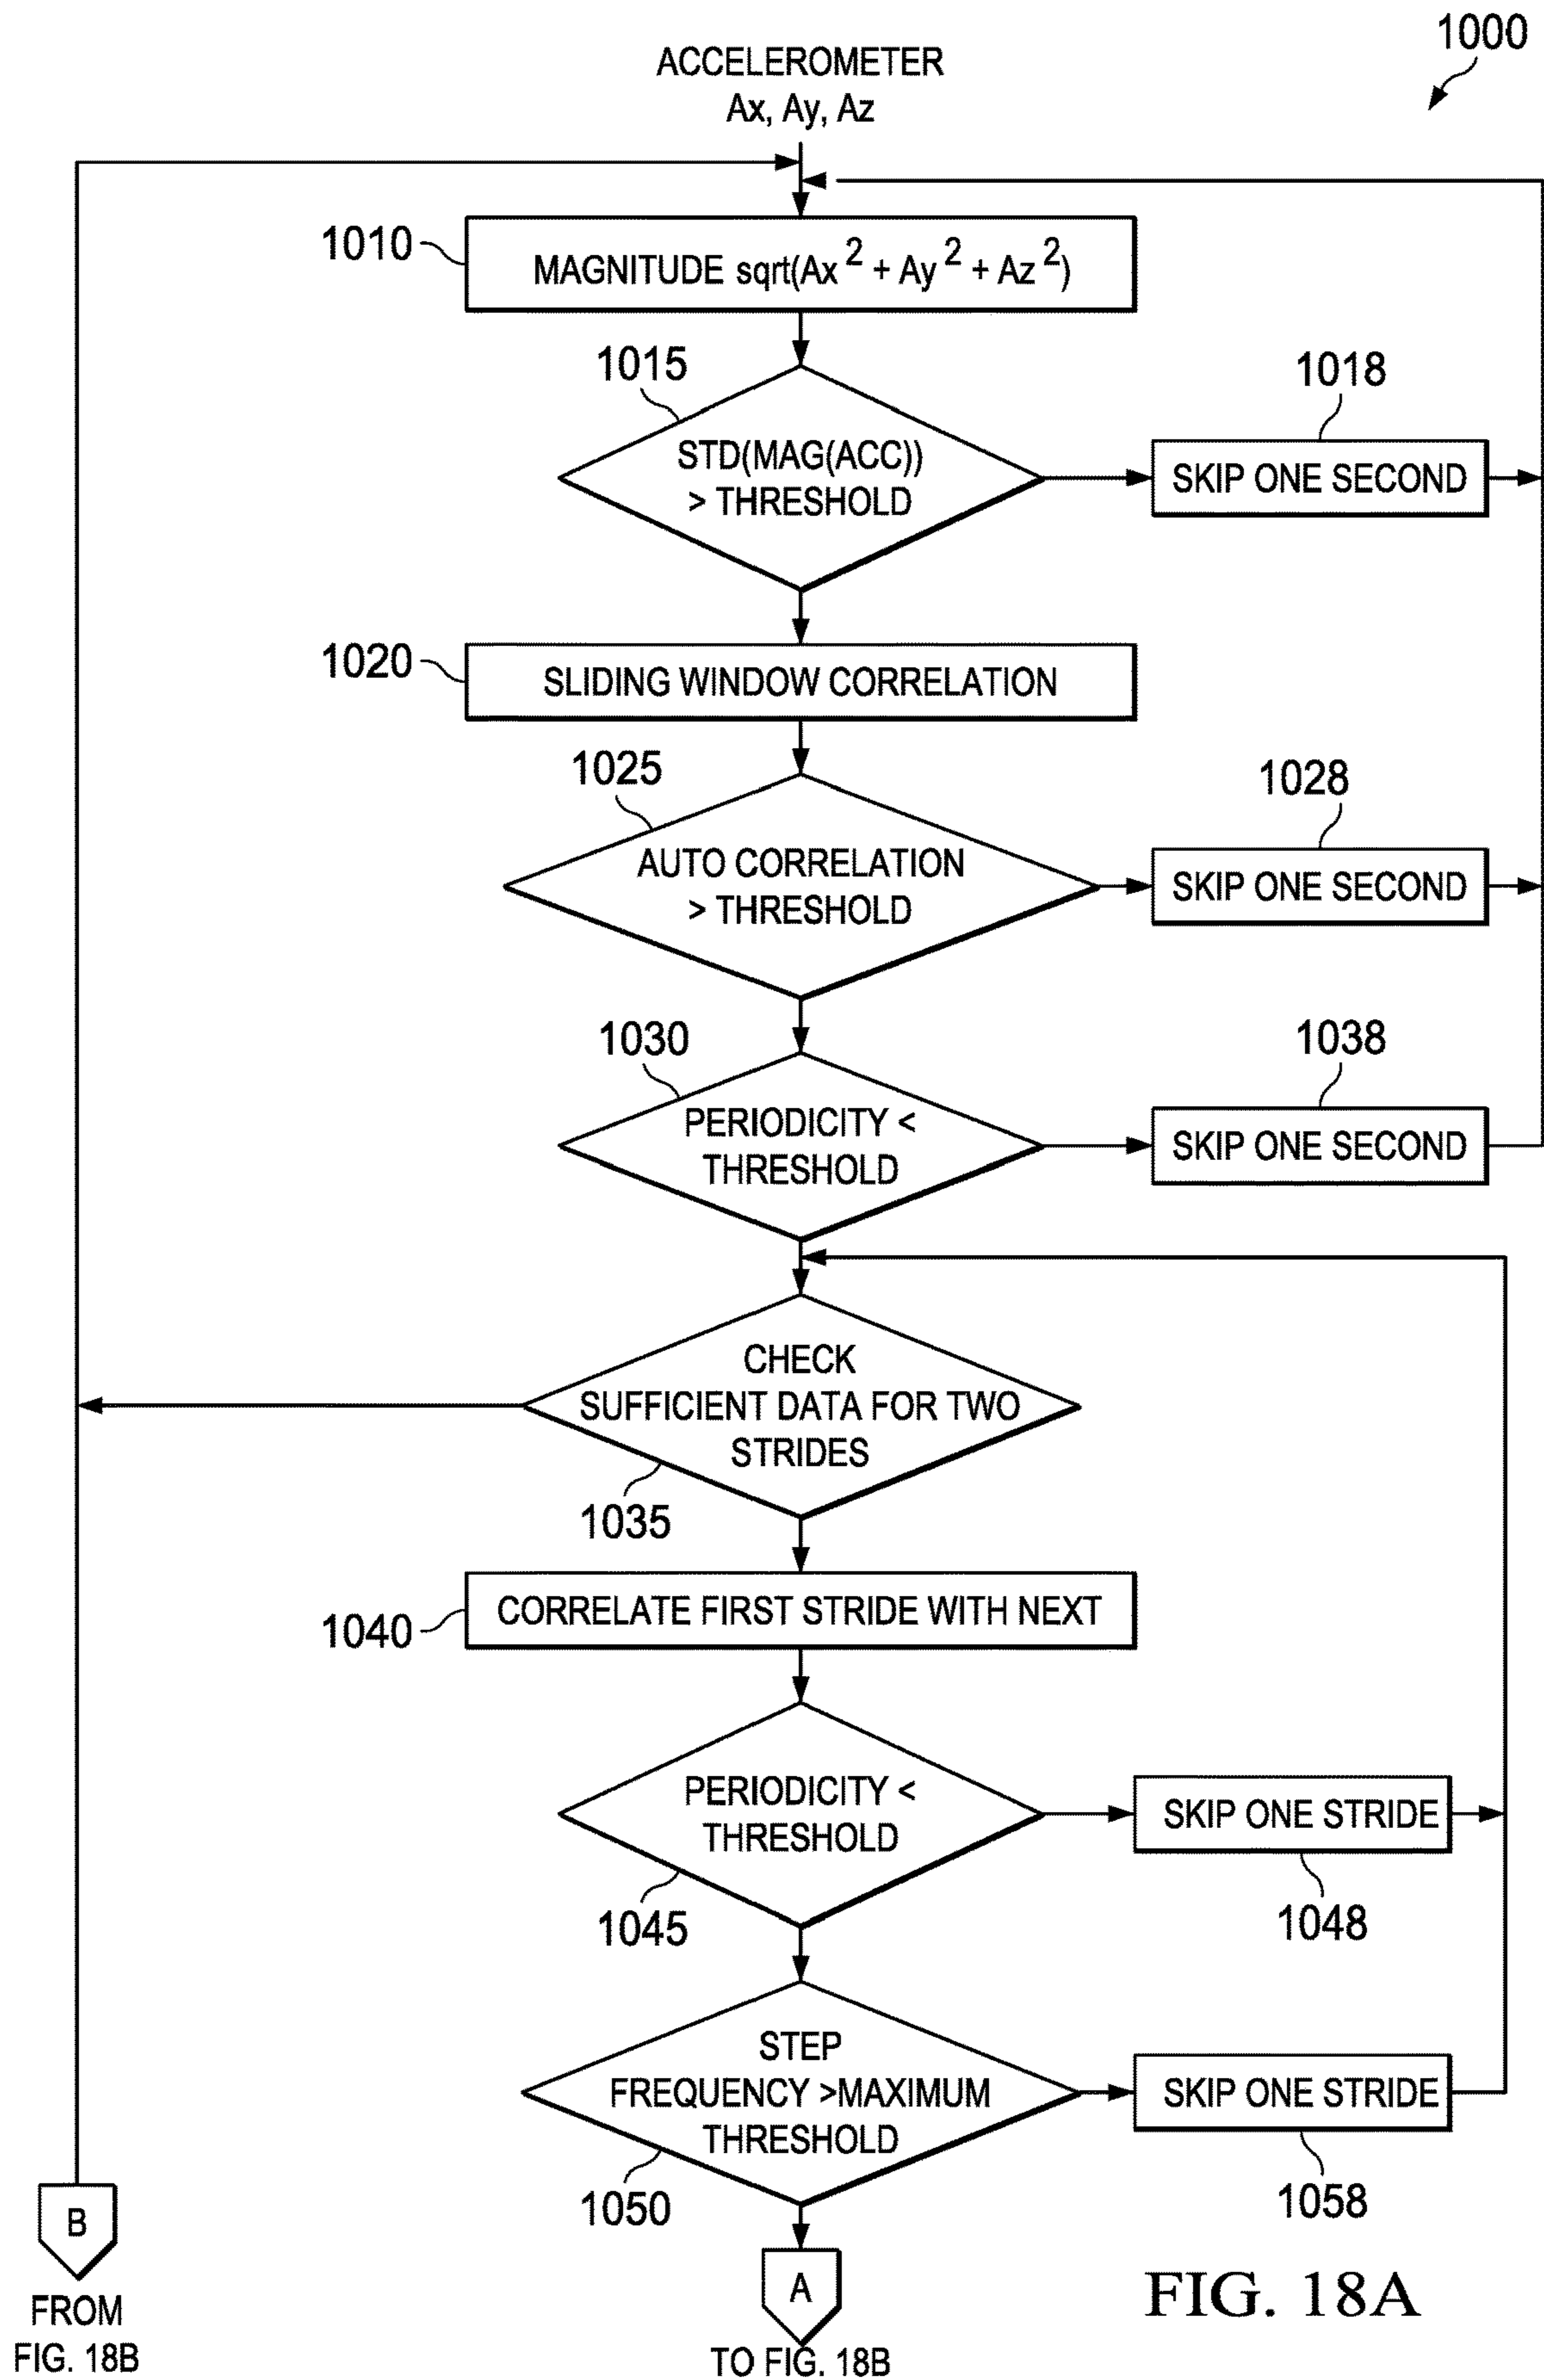 1000
ACCELEROMETER
Ax, Ay, Az
1010
MAGNITUDE sqrt(Ax 2 + Ay 2 + Az 2)
1015
STD(MAG(ACC))
> THRESHOLD
1018
SKIP ONE SECOND
1020
SLIDING WINDOW CORRELATION
1025
AUTO CORRELATION
> THRESHOLD
1028
SKIP ONE SECOND
1030
PERIODICITY <
THRESHOLD
1038
SKIP ONE SECOND
CHECK
SUFFICIENT DATA FOR TWO
STRIDES
1035
1040
CORRELATE FIRST STRIDE WITH NEXT
PERIODICITY <
THRESHOLD
1045
SKIP ONE STRIDE
1048
STEP
FREQUENCY >MAXIMUM
THRESHOLD
1050
SKIP ONE STRIDE
1058
B
FROM
FIG. 18B
A
TO FIG. 18B
FIG. 18A